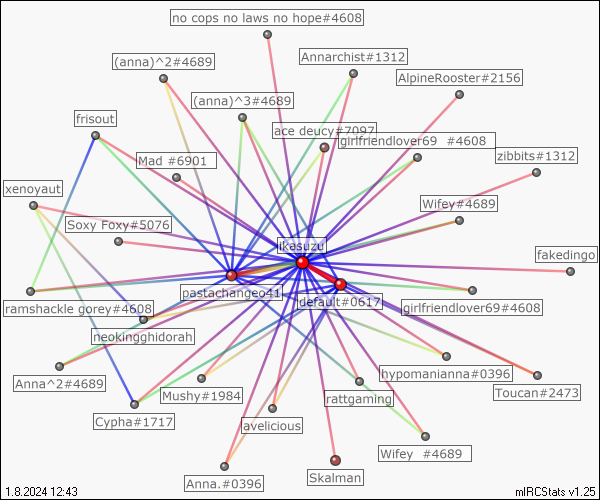 no cops no laws no hope#4608
Annarchist#1312
(anna)^2#4689
AlpineRooster#2156
(anna)^3#4689
frisout
ace deucy#7097
girlfriendlover69 #4608
zibbits#1312
Mad #6901
xenoyaut
Wifey#4689
Soxy Foxy#5076
likasuzu
fakedingo
pastachangeo41
default#0617
ramshackle gorey#4608
girlfriendlover69#4608
neokingghidorah
hypomanianna#0396
Anna^2#4689
Toucan#2473
Mushy#1984
rattgaming
Cypha#1717
avelicious
Wifey #4689
Skalman
Anna.#0396
1.8.2024 12:43
mIRCStats v1.25